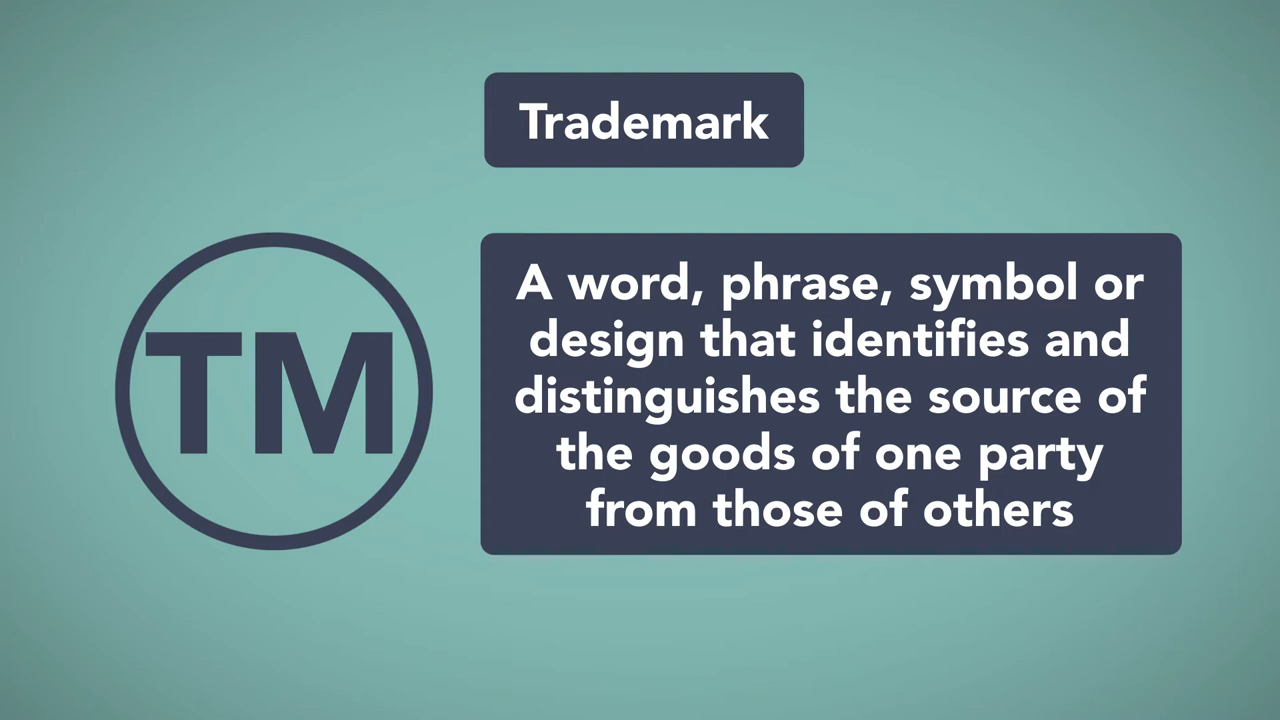 Trademark
TM
A word, phrase, symbol or
design that identifies and
distinguishes the source of
the goods of one party
from those of others